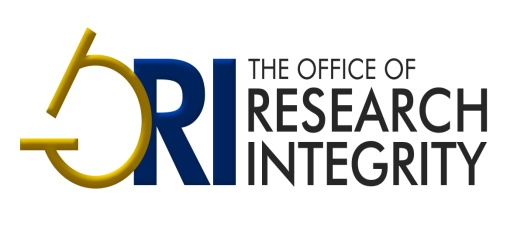 ORI
THE OFFICE OF
RESEARCH
INTEGRITY